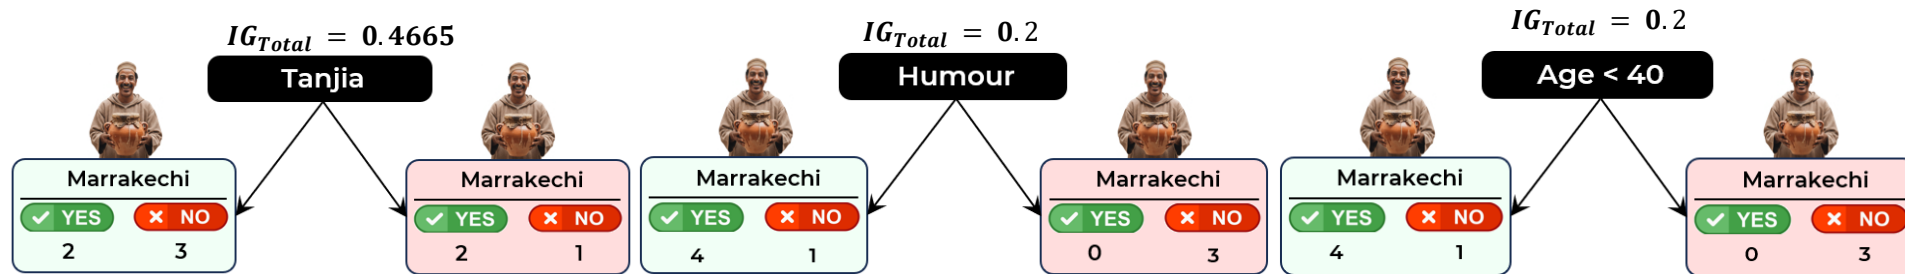 IG_Total = 0.4665
Tanjia
Marrakechi
YES NO
2 3
Marrakechi
YES NO
2 1
IG_Total = 0.2
Humour
Marrakechi
YES NO
4 1
Marrakechi
YES NO
0 3
IG_Total = 0.2
Age < 40
Marrakechi
YES NO
4 1
Marrakechi
YES NO
0 3